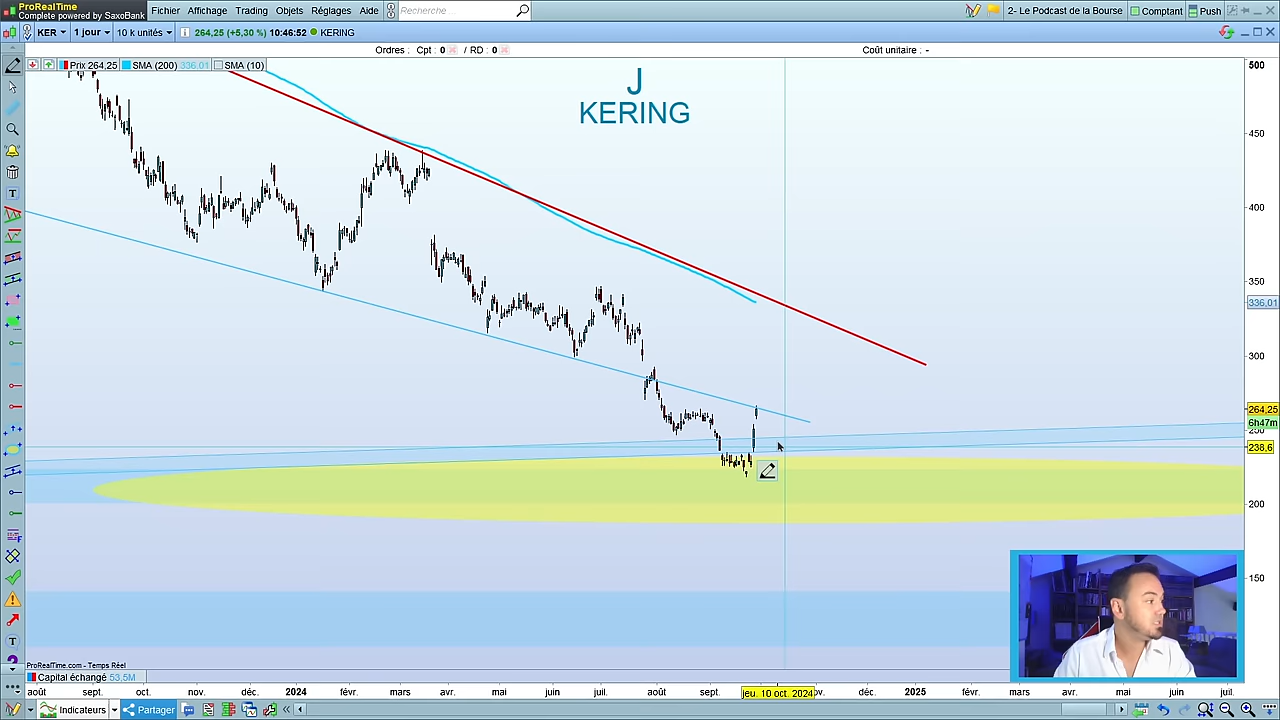 ProRealTime
Complete powered by SaxoBank
Fichier Affichage Trading Objets Réglages Aide
Recherche...
2- Le Podcast de la Bourse
Comptant
Push
KER
1 jour
10 k unités
264,25 (+5,30 %) 10:46:52
KERING
Ordres : Cpt : 0 / RD : 0
Coût unitaire : -
Prix 264,25
SMA (200) 336.01
SMA (10)
J
KERING
500
450
400
350
336,01
300
264,25
6h47m
250
238,6
200
150
ProRealTime.com - Temps Réel
Capital échangé 53,5M
août sept. oct. nov. déc. 2024 févr. mars avr. mai juin juil. août sept. jeu. 10 oct. 2024 ov. déc. 2025 févr. mars avr. mai juin juil.
Indicateurs
Partager